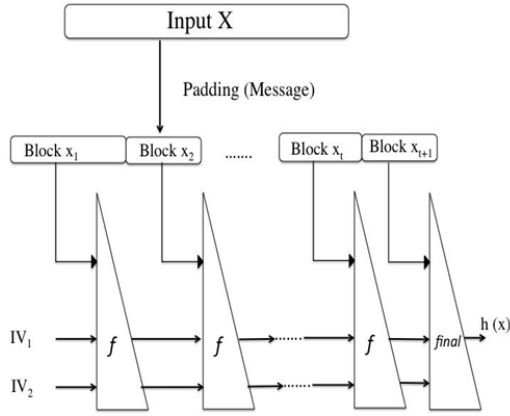 Input X
Padding (Message)
Block x₁ Block x₂ ....... Block xₜ Block xₜ₊₁
IV₁ f f ....... f final h (x)
IV₂ .......